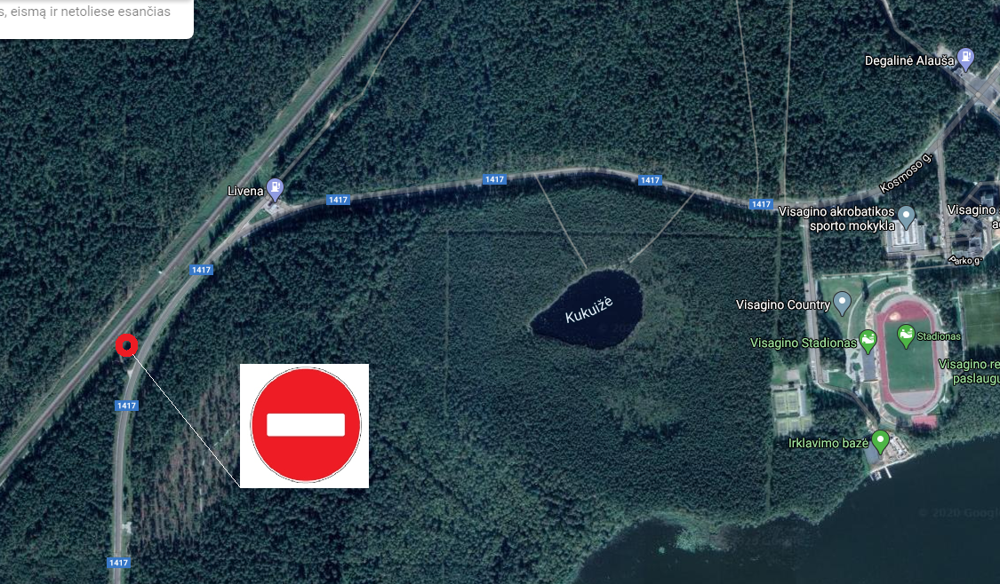 s, eismą ir netoliese esančias
Degalinė Alauša
Livena
1417
1417
1417
1417
Kosmoso g.
Visagino akrobatikos
sporto mokykla
Visagino
Parko g.
1417
Kukuižė
Visagino Country
Visagino Stadionas
Stadionas
Visagino re
paslaugų
1417
Irklavimo bazė
1417
© 2020 Google